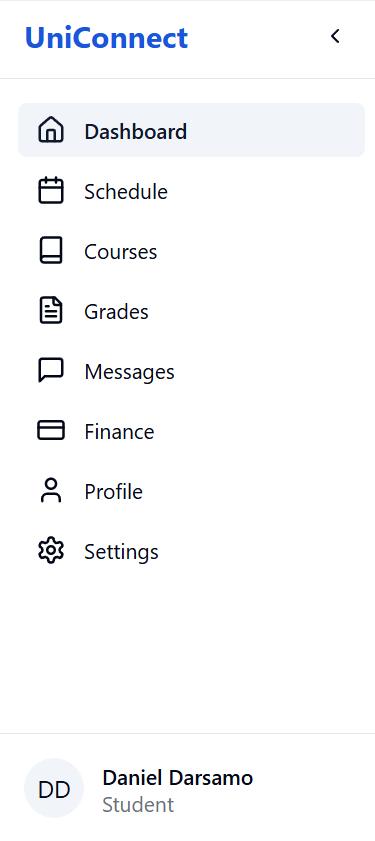 UniConnect
Dashboard
Schedule
Courses
Grades
Messages
Finance
Profile
Settings
DD
Daniel Darsamo
Student